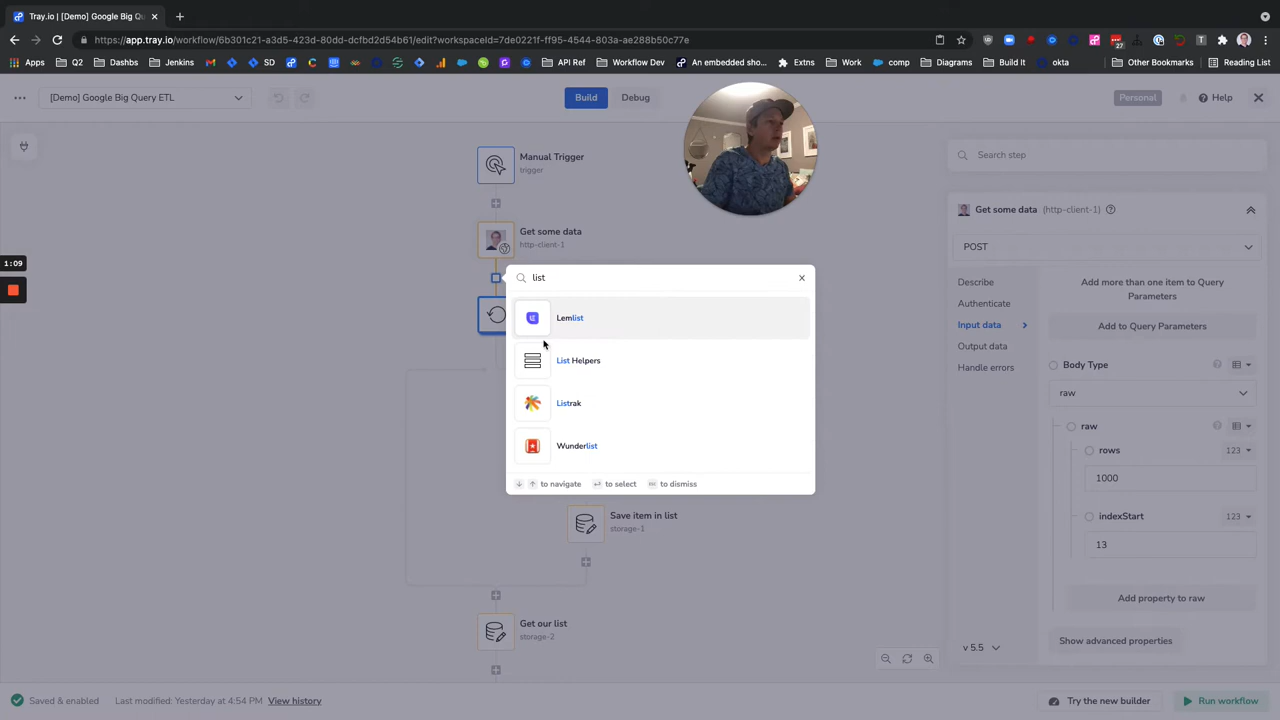 Tray.io | [Demo] Google Big Qu
https://app.tray.io/workflow/6b301c21-a3d5-423d-80dd-dcfbd2d54b61/edit?workspaceId=7de0221f-ff95-4544-803a-ae288b50c77e
27
Apps
Q2
Dashbs
Jenkins
SD
API Ref
Workflow Dev
An embedded sho...
Extns
Work
comp
Diagrams
Build It
okta
Other Bookmarks
Reading List
[Demo] Google Big Query ETL
Build
Debug
Personal
Help
Manual Trigger
trigger
Get some data
http-client-1
Search step
Get some data (http-client-1)
POST
1:09
list
Lemlist
List Helpers
Listrak
Wunderlist
to navigate
to select
esc to dismiss
Describe
Authenticate
Input data
Output data
Handle errors
Add more than one item to Query
Parameters
Add to Query Parameters
Body Type
raw
raw
rows
123
1000
indexStart
123
13
Add property to raw
Show advanced properties
v 5.5
Save item in list
storage-1
Get our list
storage-2
Saved & enabled
Last modified: Yesterday at 4:54 PM
View history
Try the new builder
Run workflow